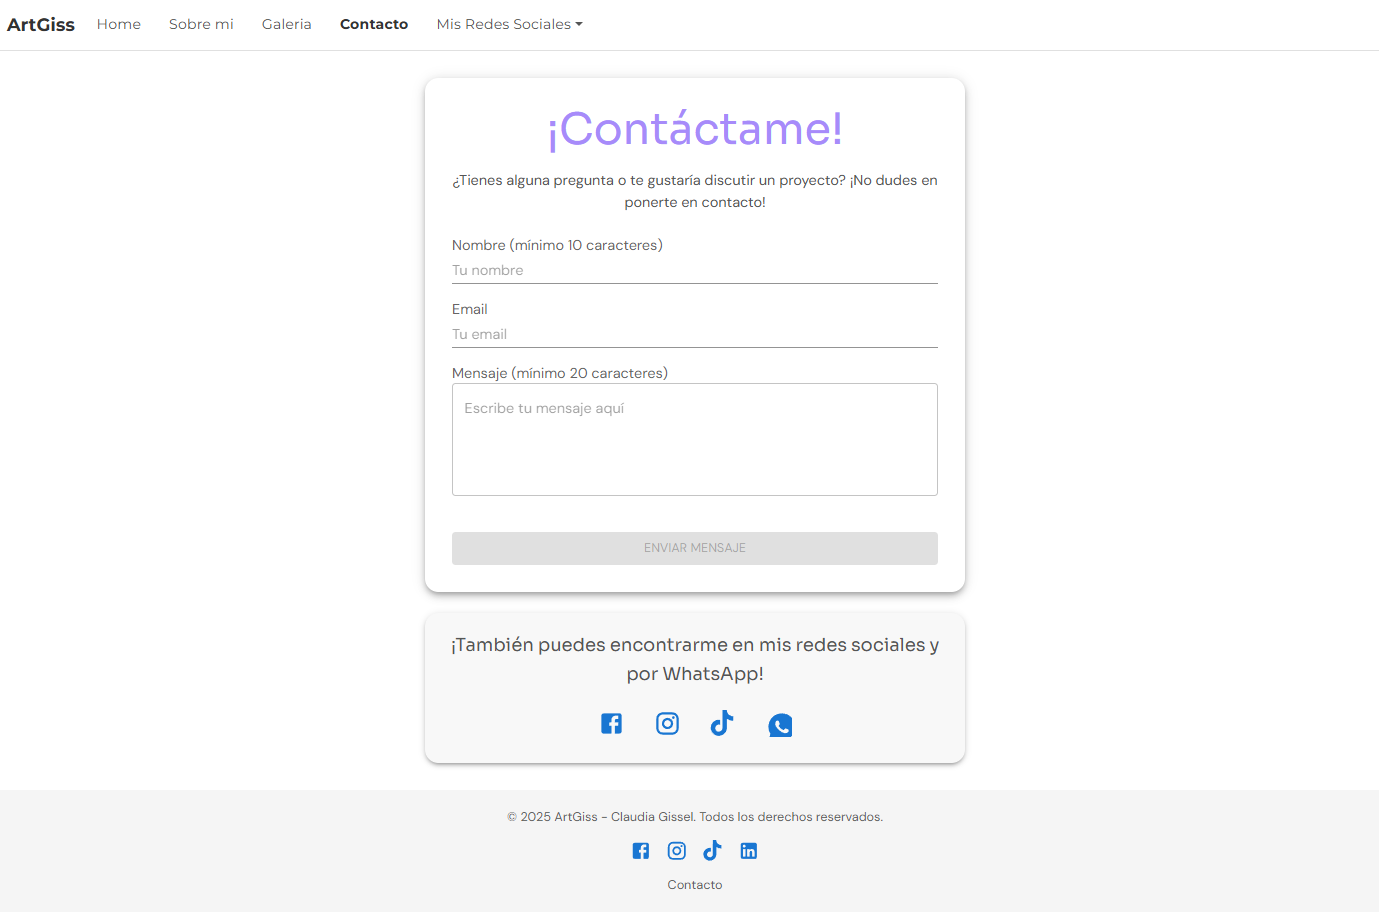 ArtGiss Home Sobre mi Galeria Contacto Mis Redes Sociales
¡Contáctame!
¿Tienes alguna pregunta o te gustaría discutir un proyecto? ¡No dudes en
ponerte en contacto!
Nombre (mínimo 10 caracteres)
Tu nombre
Email
Tu email
Mensaje (mínimo 20 caracteres)
Escribe tu mensaje aquí
ENVIAR MENSAJE
¡También puedes encontrarme en mis redes sociales y
por WhatsApp!
© 2025 ArtGiss - Claudia Gissel. Todos los derechos reservados.
Contacto